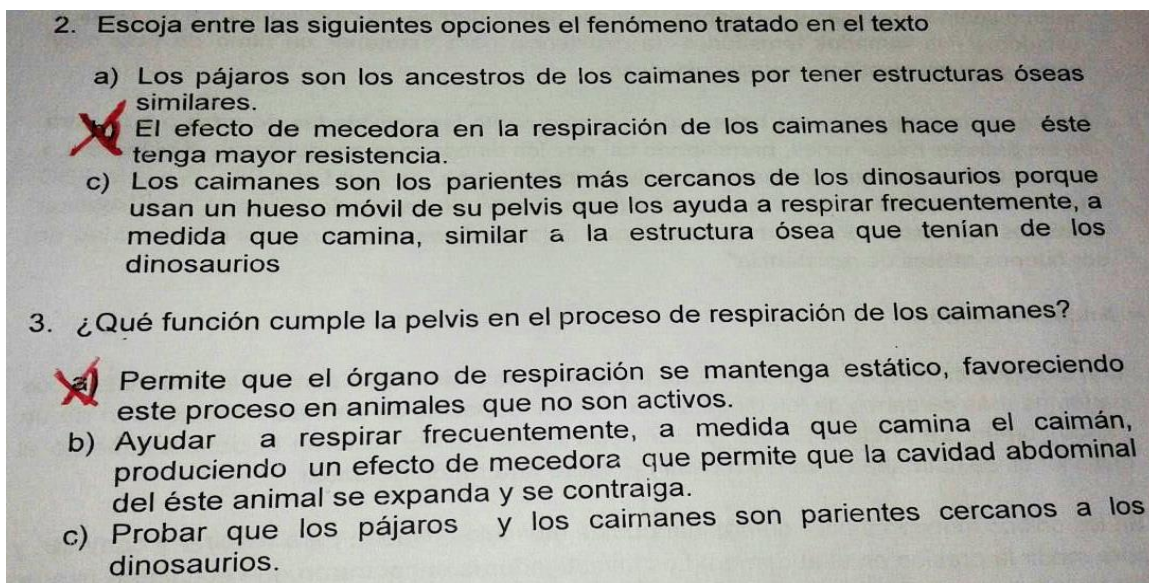 2. Escoja entre las siguientes opciones el fenómeno tratado en el texto
a) Los pájaros son los ancestros de los caimanes por tener estructuras óseas
similares.
b) El efecto de mecedora en la respiración de los caimanes hace que éste
tenga mayor resistencia.
c) Los caimanes son los parientes más cercanos de los dinosaurios porque
usan un hueso móvil de su pelvis que los ayuda a respirar frecuentemente, a
medida que camina, similar a la estructura ósea que tenían de los
dinosaurios
3. ¿Qué función cumple la pelvis en el proceso de respiración de los caimanes?
a) Permite que el órgano de respiración se mantenga estático, favoreciendo
este proceso en animales que no son activos.
b) Ayudar a respirar frecuentemente, a medida que camina el caimán,
produciendo un efecto de mecedora que permite que la cavidad abdominal
del éste animal se expanda y se contraiga.
c) Probar que los pájaros y los caimanes son parientes cercanos a los
dinosaurios.